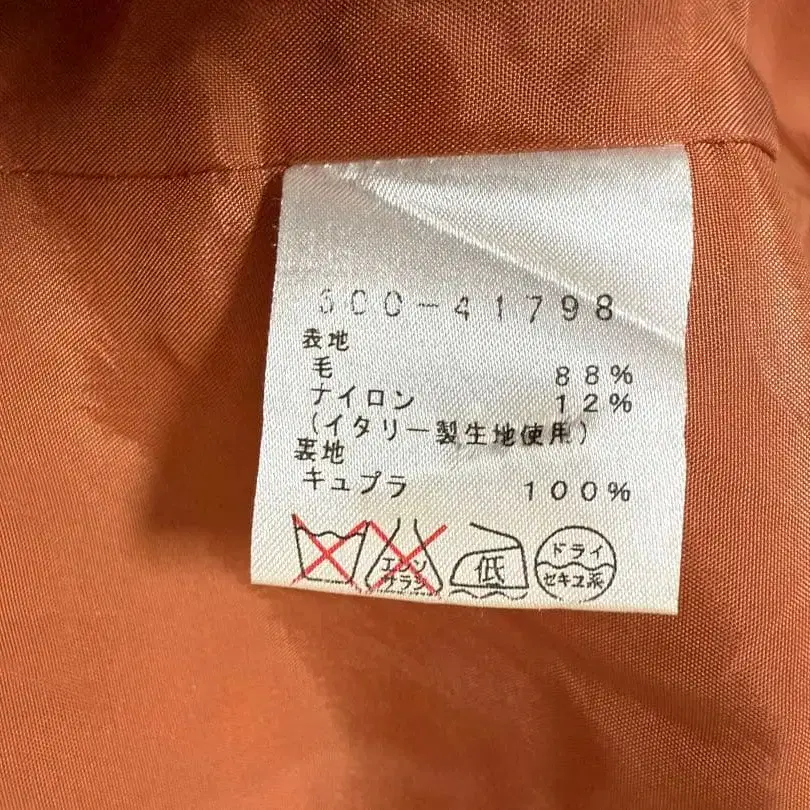 600-41798
表地
毛 88%
ナイロン 12%
(イタリー製生地使用)
裏地
キュプラ 100%
エンソ
サラシ
低
ドライ
セキユ系